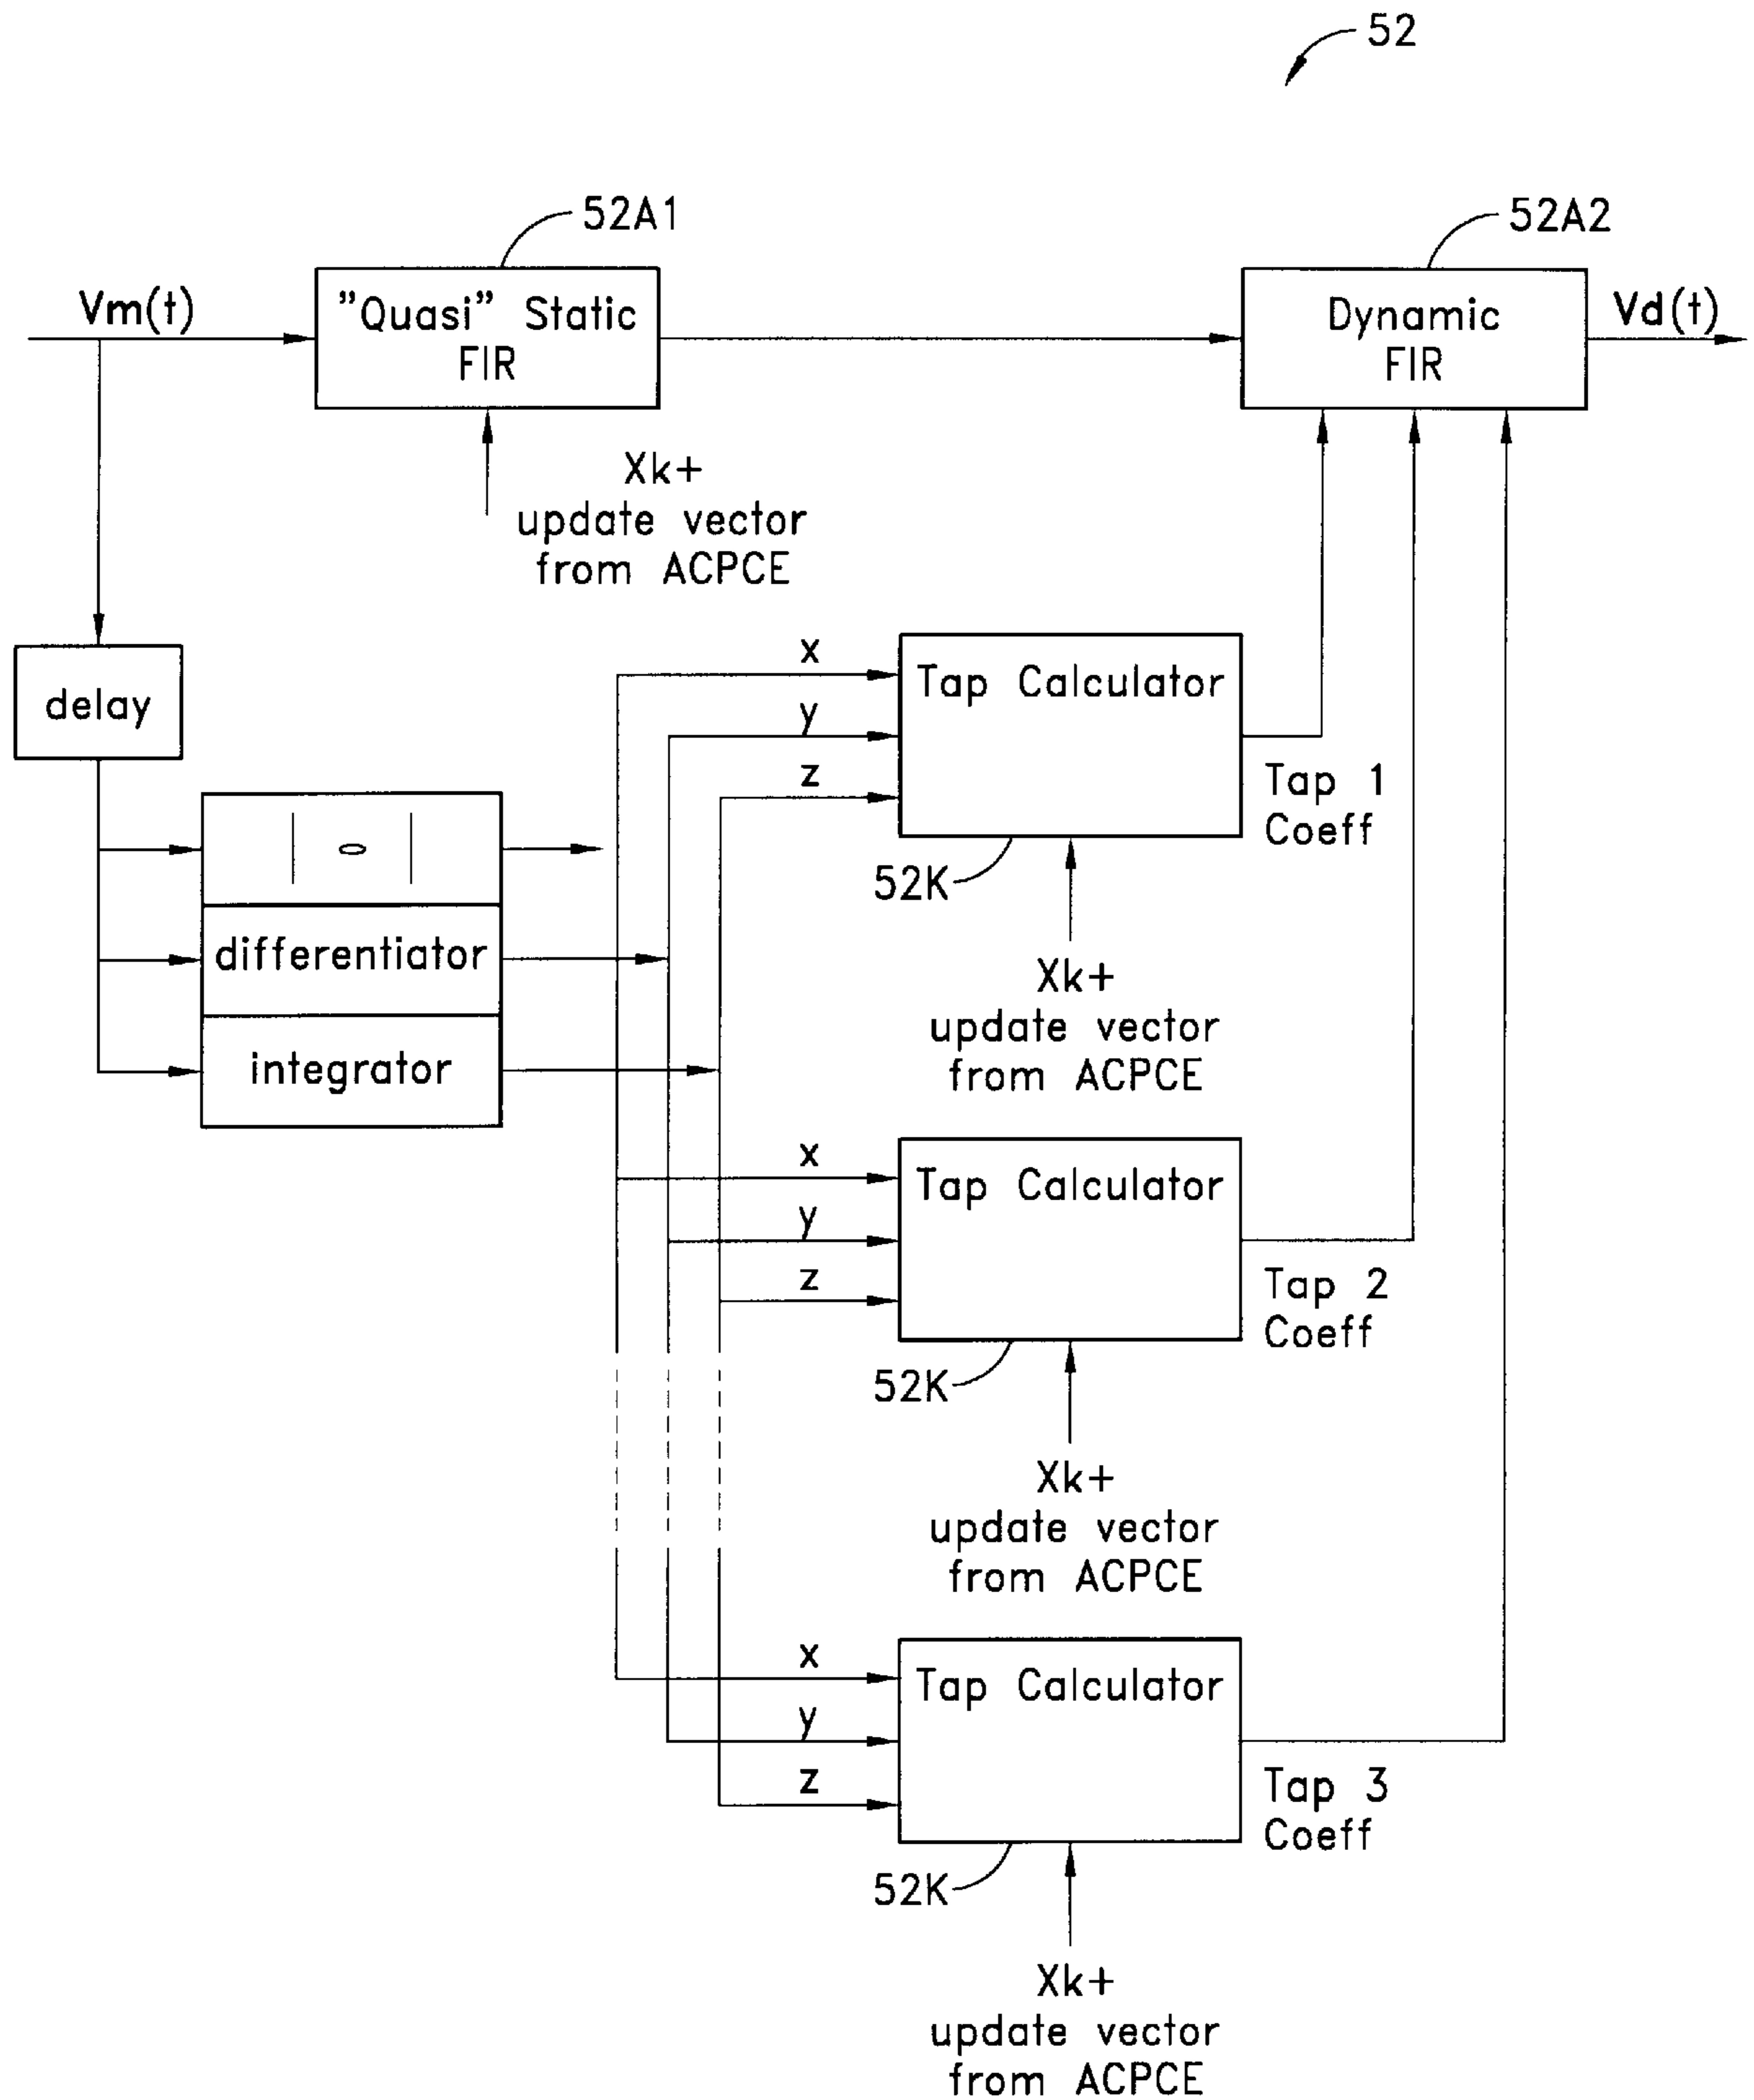 52
52A1
52A2
Vm(t)
"Quasi" Static
FIR
Dynamic
FIR
Vd(t)
Xk+
update vector
from ACPCE
delay
x
y
z
Tap Calculator
Tap 1
Coeff
52K
| o |
differentiator
integrator
Xk+
update vector
from ACPCE
x
y
z
Tap Calculator
Tap 2
Coeff
52K
Xk+
update vector
from ACPCE
x
y
z
Tap Calculator
Tap 3
Coeff
52K
Xk+
update vector
from ACPCE